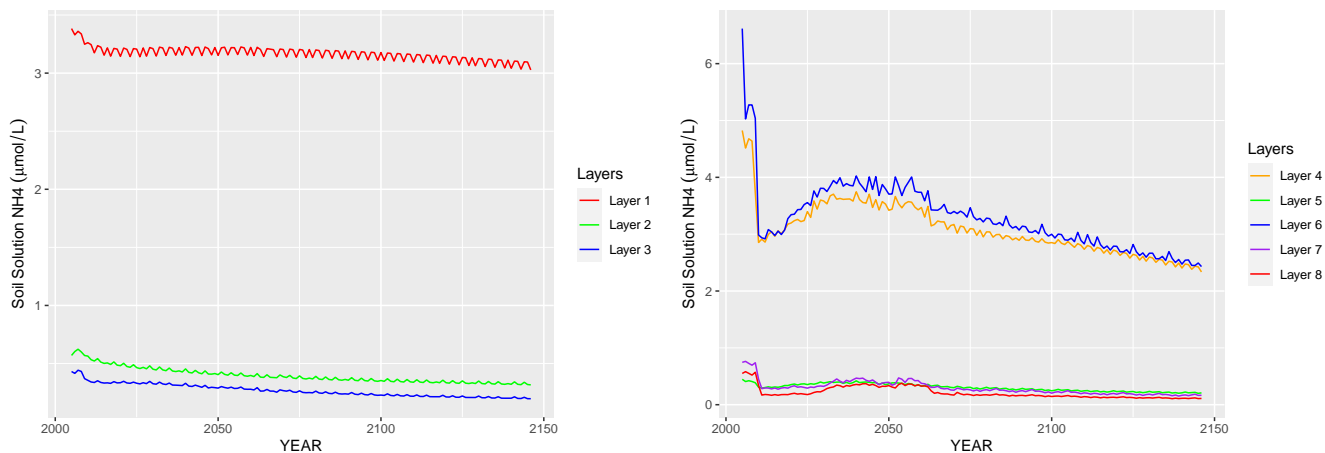 Soil Solution NH4 (μmol/L)
3
2
1
2000
2050
2100
2150
YEAR
Layers
Layer 1
Layer 2
Layer 3
Soil Solution NH4 (μmol/L)
6
4
2
0
2000
2050
2100
2150
YEAR
Layers
Layer 4
Layer 5
Layer 6
Layer 7
Layer 8